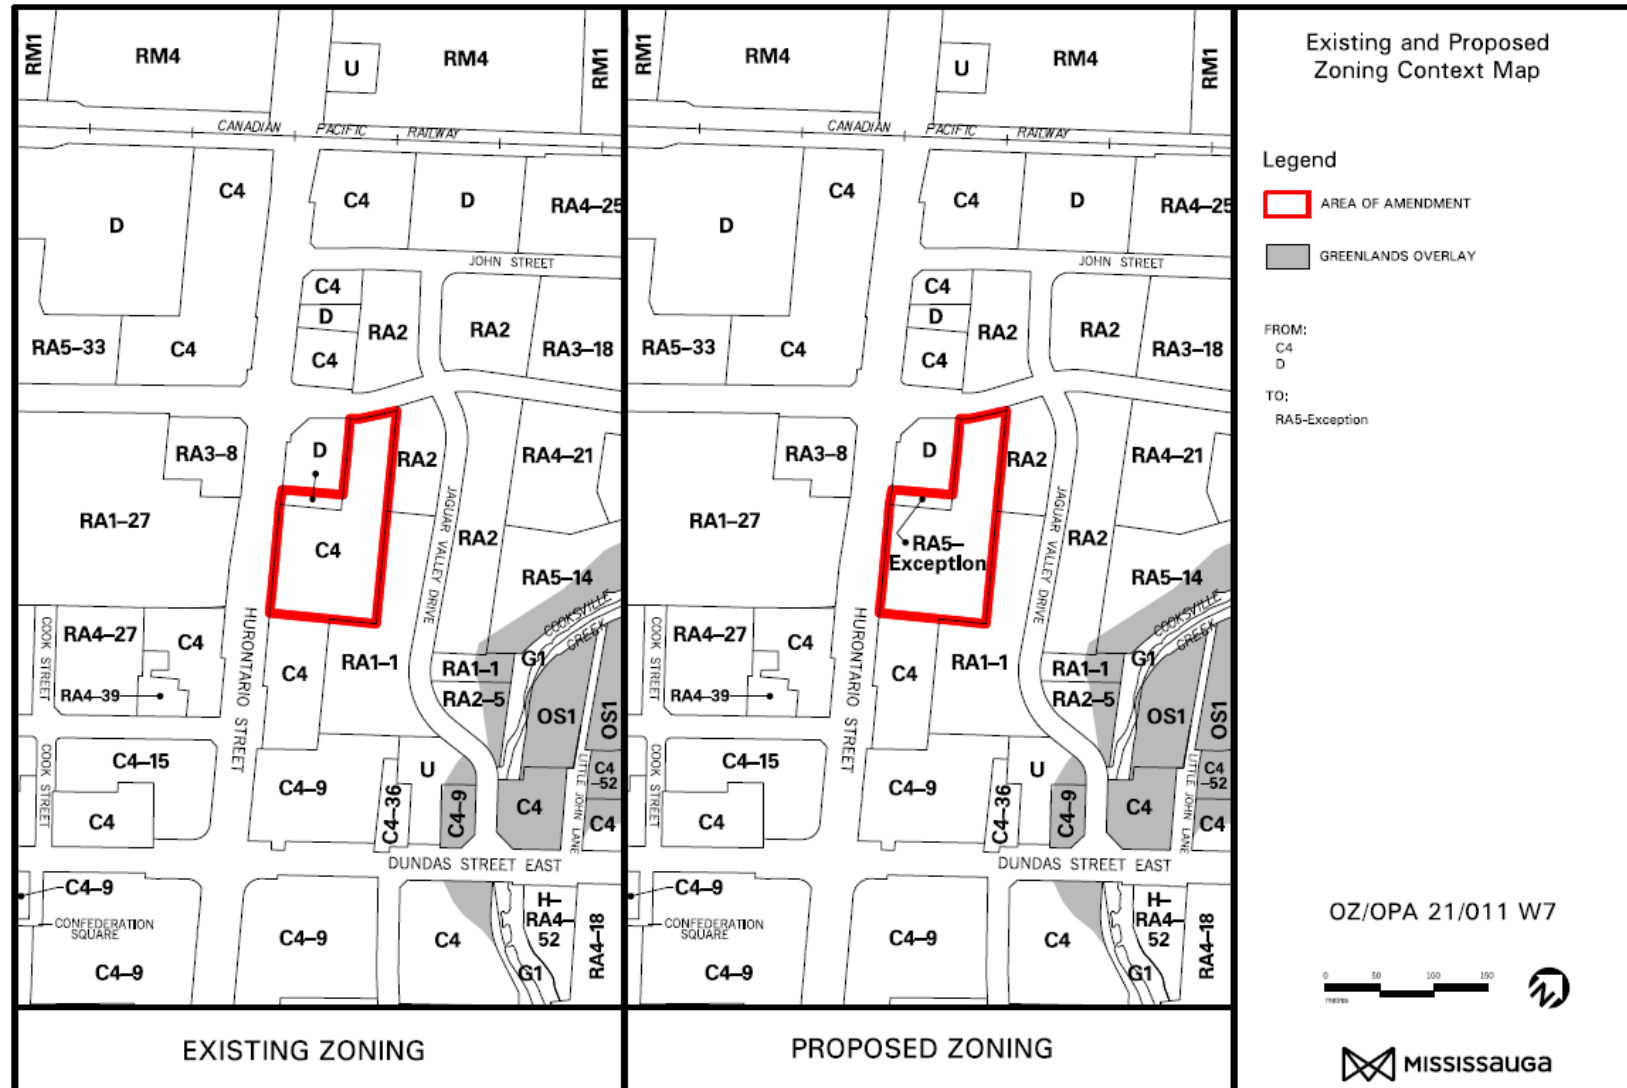 RM1
RM4
U
RM4
RM1
CANADIAN PACIFIC RAILWAY
C4
D
C4
D
RA4-25
JOHN STREET
C4
D
C4
RA2
RA2
RA3-18
RA5-33
C4
RA3-8
D
RA2
RA4-21
RA1-27
C4
JAGUAR VALLEY DRIVE
RA2
RA5-14
COOKSVILLE
CREEK
COOK STREET
RA4-27
C4
RA4-39
HURONTARIO STREET
C4
RA1-1
RA1-1
RA2-5
G1
OS1
OS1
COOK STREET
C4-15
C4
C4-9
C4-36
U
C4-9
C4
LITTLE JOHN LANE
C4
-52
C4
DUNDAS STREET EAST
C4-9
CONFEDERATION
SQUARE
C4-9
C4-9
C4
H-
RA4-
52
G1
RA4-18
EXISTING ZONING
RM1
RM4
U
RM4
RM1
CANADIAN PACIFIC RAILWAY
C4
D
C4
D
RA4-25
JOHN STREET
C4
D
C4
RA2
RA2
RA3-18
RA5-33
C4
RA3-8
D
RA2
RA4-21
RA1-27
RA5-
Exception
JAGUAR VALLEY DRIVE
RA2
RA5-14
COOKSVILLE
CREEK
COOK STREET
RA4-27
C4
RA4-39
HURONTARIO STREET
C4
RA1-1
RA1-1
RA2-5
G1
OS1
OS1
COOK STREET
C4-15
C4
C4-9
C4-36
U
C4-9
C4
LITTLE JOHN LANE
C4
-52
C4
DUNDAS STREET EAST
C4-9
CONFEDERATION
SQUARE
C4-9
C4-9
C4
H-
RA4-
52
G1
RA4-18
PROPOSED ZONING
Existing and Proposed
Zoning Context Map
Legend
AREA OF AMENDMENT
GREENLANDS OVERLAY
FROM:
C4
D
TO:
RA5-Exception
OZ/OPA 21/011 W7
0 50 100 150
metres
MISSISSAUGA